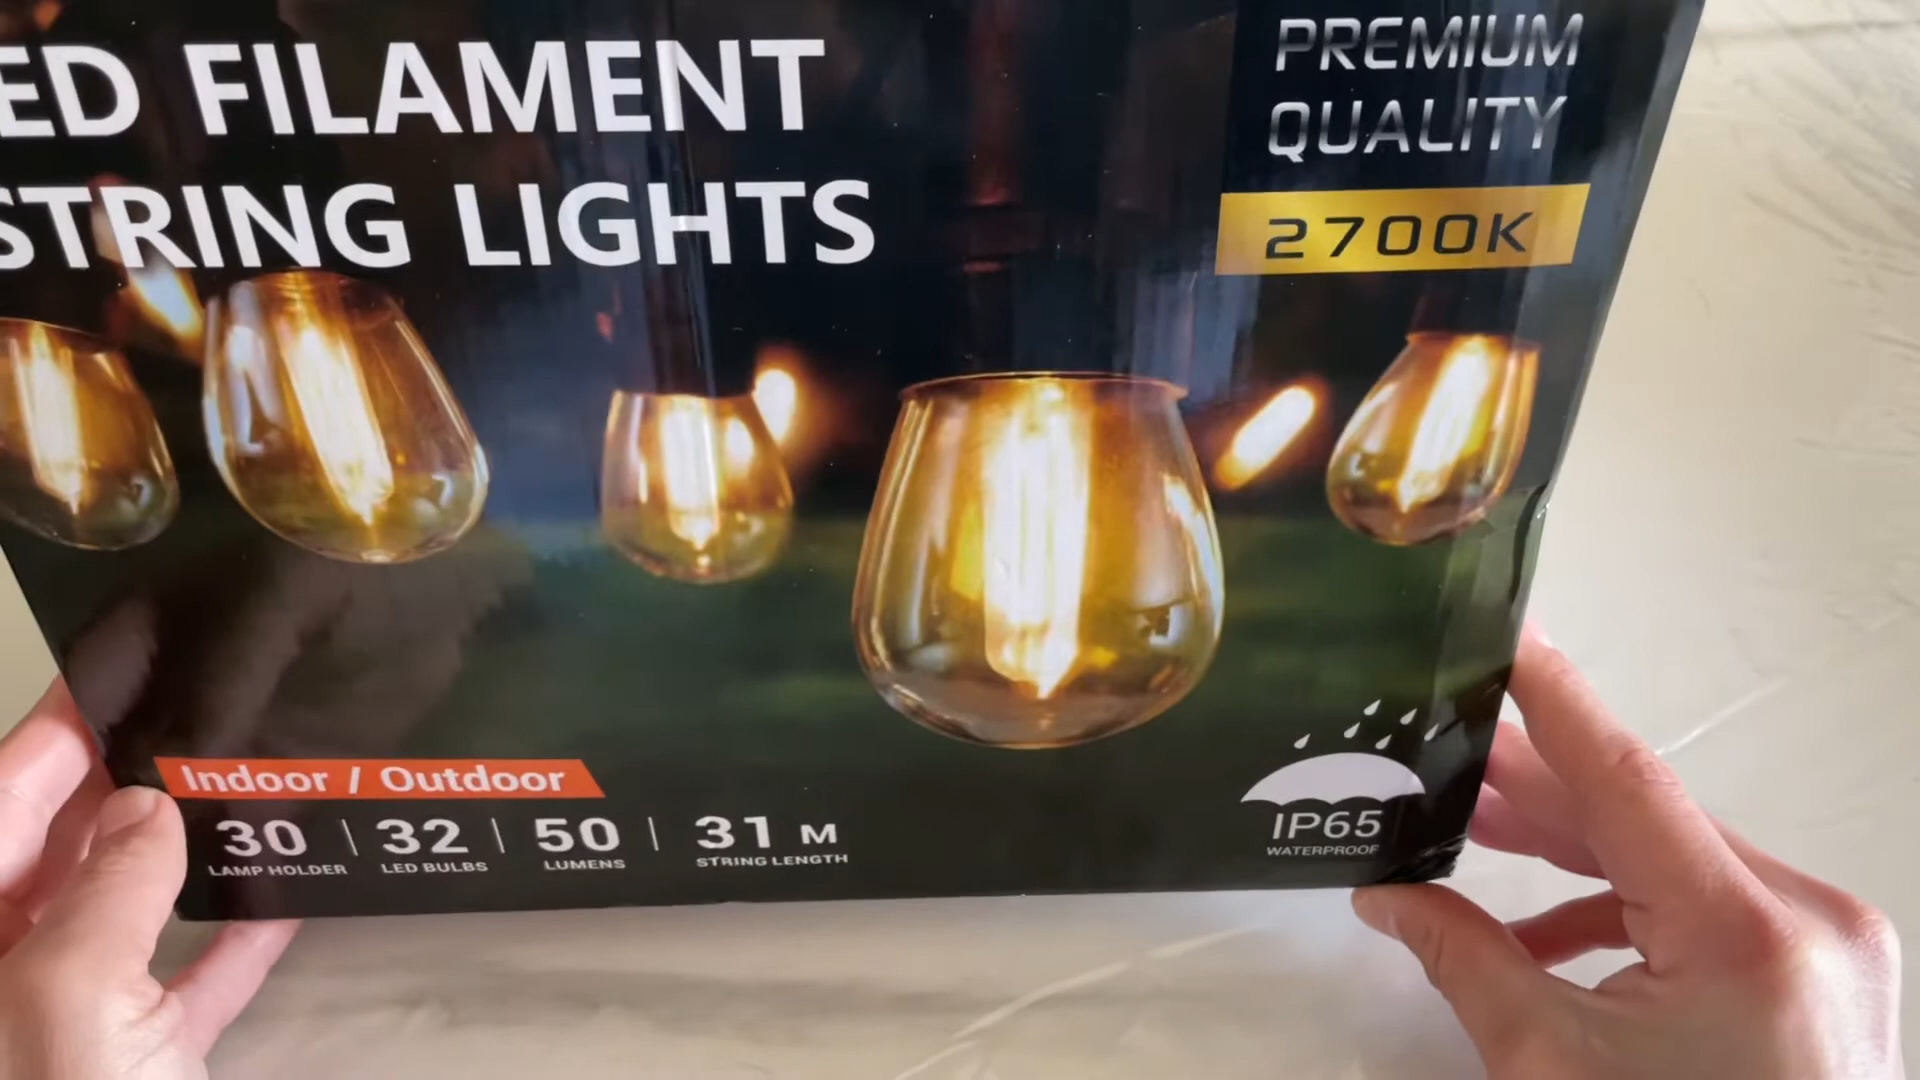 ED FILAMENT
STRING LIGHTS
PREMIUM
QUALITY
2700K
Indoor / Outdoor
30 | 32 | 50 | 31 M
LAMP HOLDER LED BULBS LUMENS STRING LENGTH
IP65
WATERPROOF